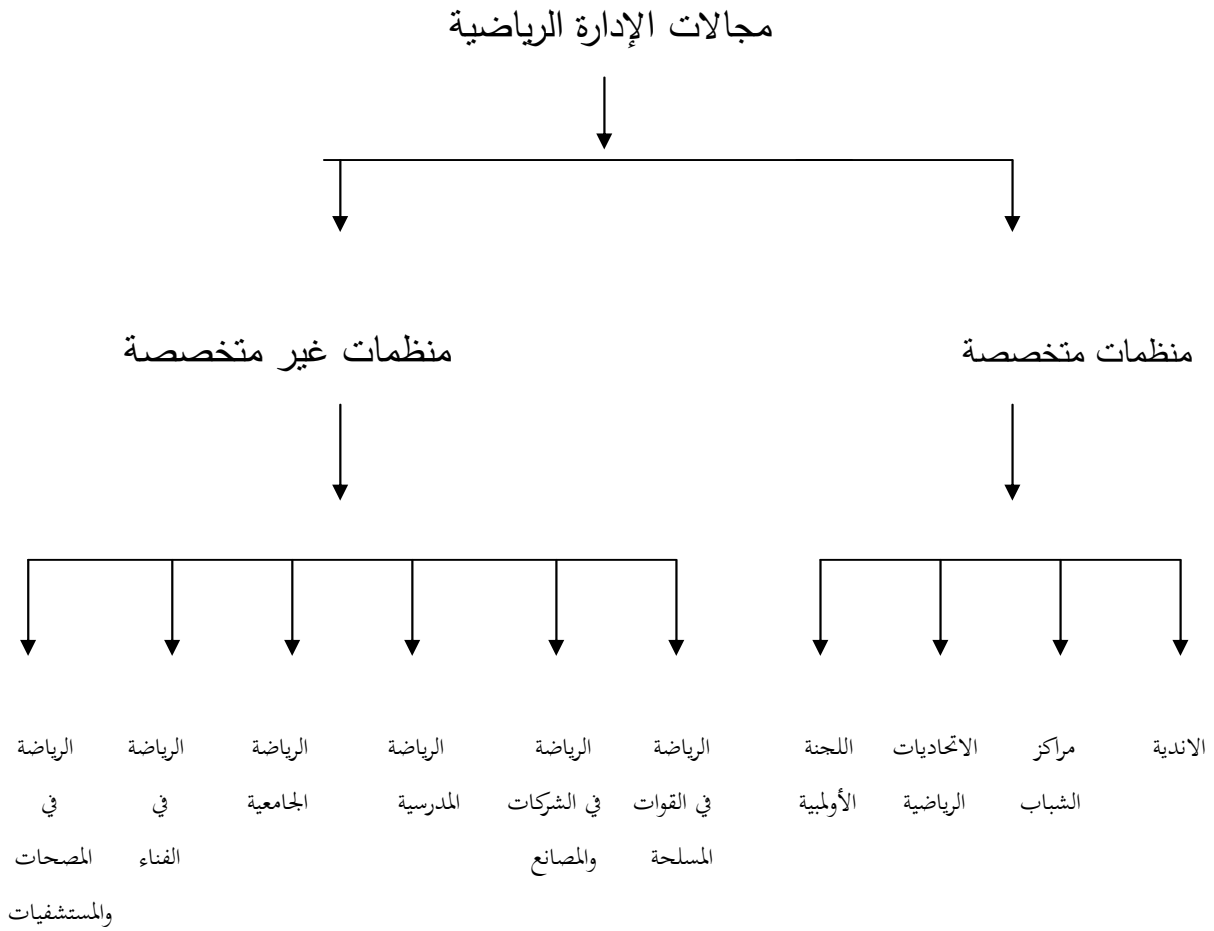 مجالات الإدارة الرياضية
منظمات متخصصة
منظمات غير متخصصة
الاندية
مراكز
الشباب
الاتحاديات
الرياضية
اللجنة
الأولمبية
الرياضة
في القوات
المسلحة
الرياضة
في الشركات
والمصانع
الرياضة
المدرسية
الرياضة
الجامعية
الرياضة
في
الفناء
الرياضة
في
المصحات
والمستشفيات